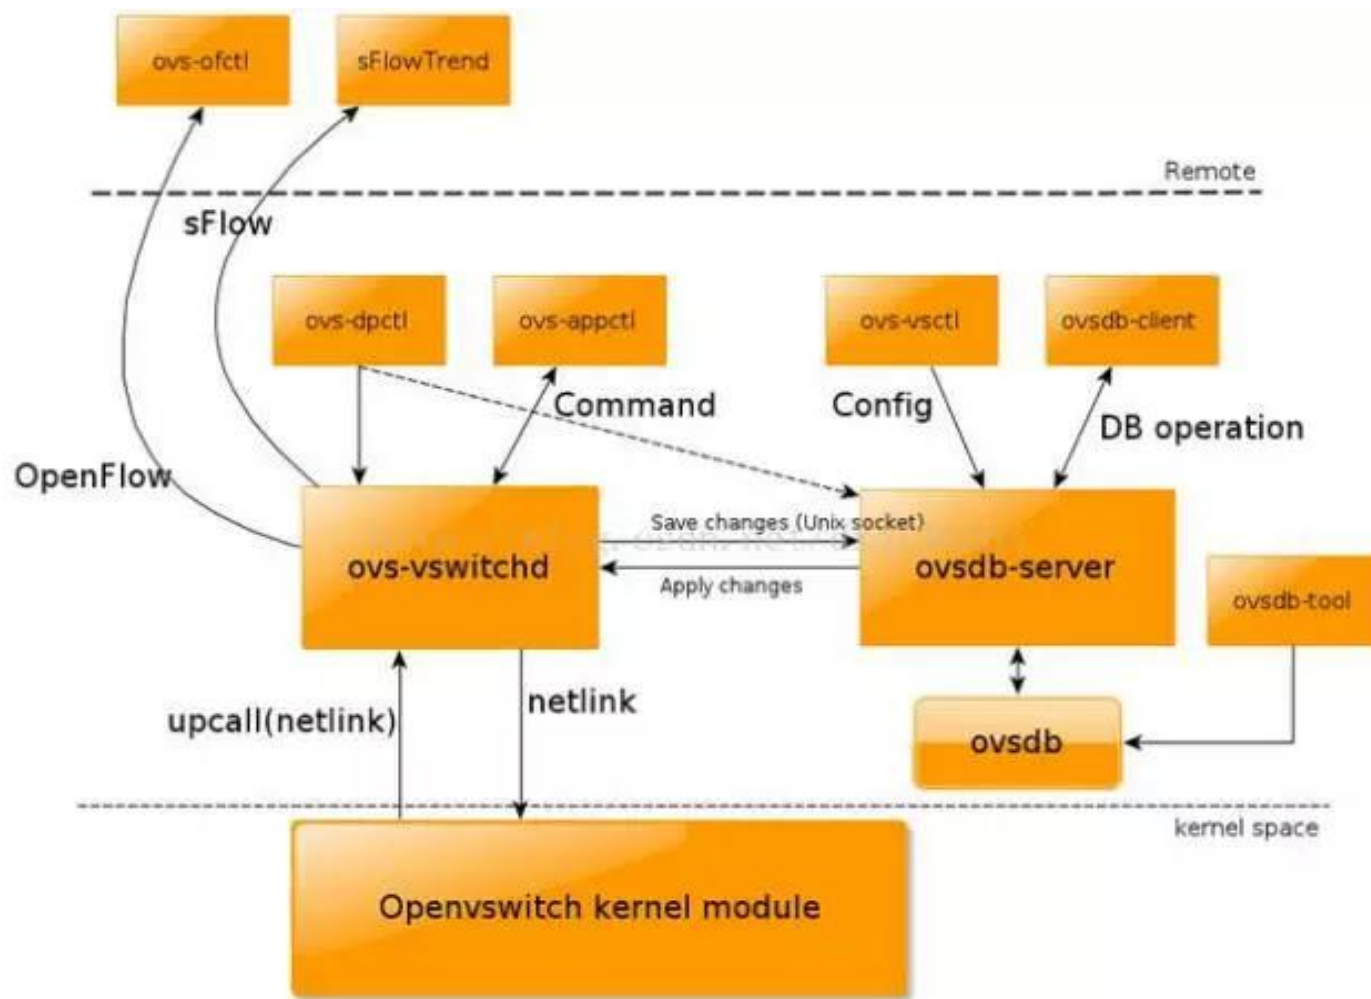 ovs-ofctl
sFlowTrend
Remote
sFlow
ovs-dpctl
ovs-appctl
ovs-vsctl
ovsdb-client
Command
Config
DB operation
OpenFlow
Save changes (Unix socket)
ovs-vswitchd
ovsdb-server
Apply changes
ovsdb-tool
netlink
upcall(netlink)
ovsdb
kernel space
Openvswitch kernel module